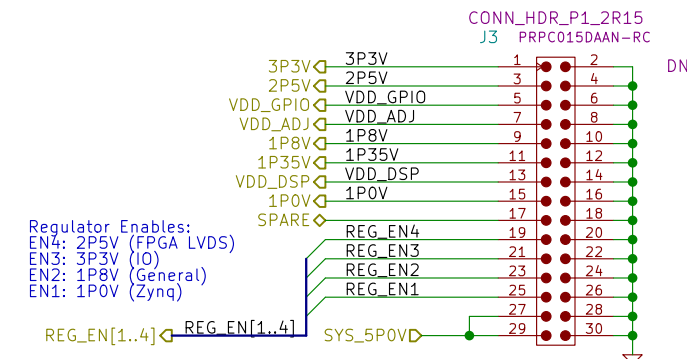 CONN_HDR_P1_2R15
J3 PRPC015DAAN-RC
DN
3P3V 3P3V 1 2
2P5V 2P5V 3 4
VDD_GPIO VDD_GPIO 5 6
VDD_ADJ VDD_ADJ 7 8
1P8V 1P8V 9 10
1P35V 1P35V 11 12
VDD_DSP VDD_DSP 13 14
1P0V 1P0V 15 16
SPARE 17 18
REG_EN4 19 20
REG_EN3 21 22
REG_EN2 23 24
REG_EN1 25 26
27 28
SYS_5P0V 29 30
Regulator Enables:
EN4: 2P5V (FPGA LVDS)
EN3: 3P3V (IO)
EN2: 1P8V (General)
EN1: 1P0V (Zynq)
REG_EN[1..4] REG_EN[1..4]